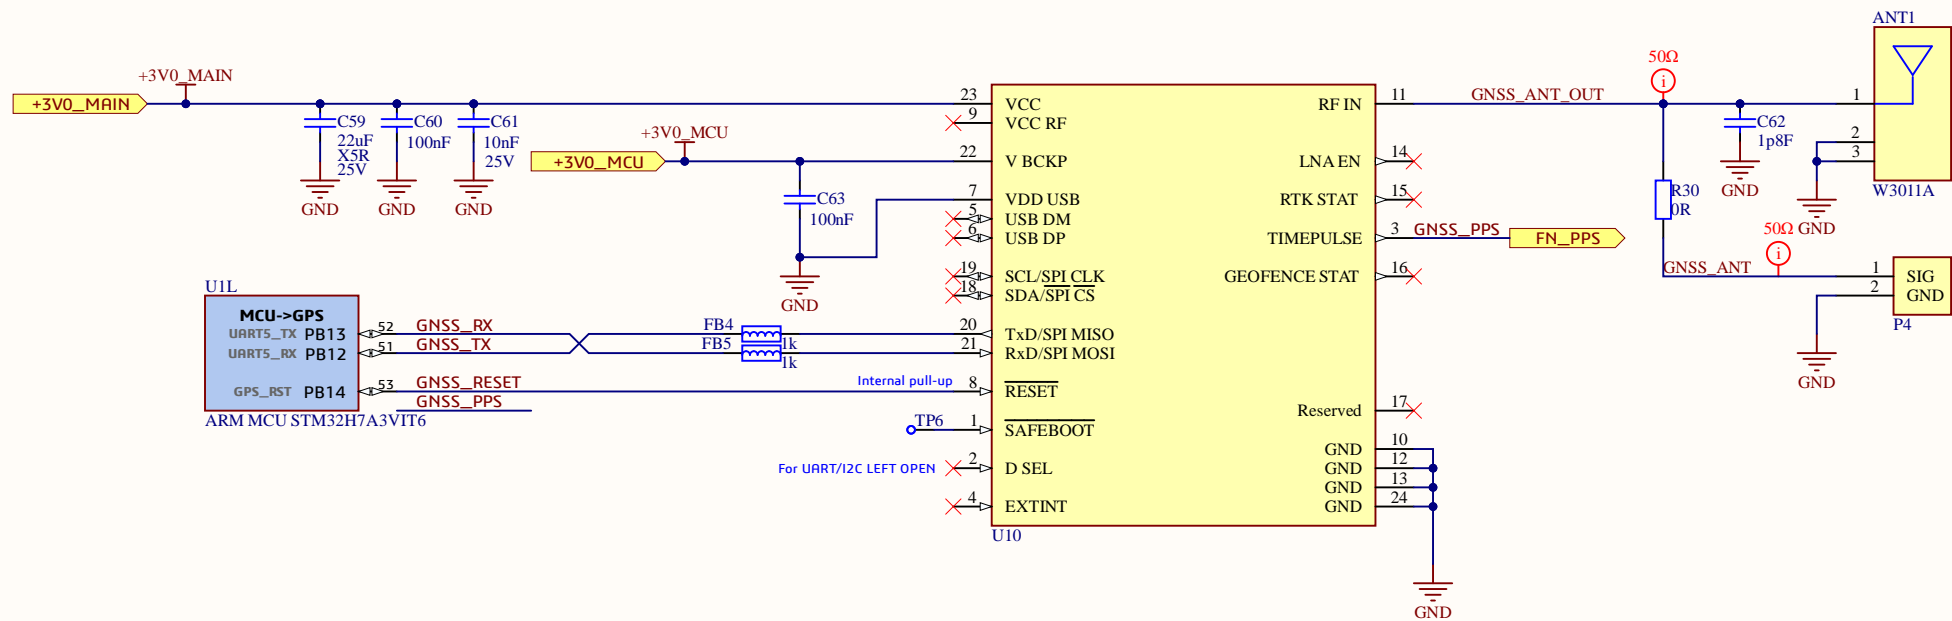 +3V0_MAIN
+3V0_MAIN
C59
22uF
X5R
25V
GND
C60
100nF
GND
C61
10nF
25V
GND
+3V0_MCU
+3V0_MCU
C63
100nF
GND
U1L
MCU->GPS
UART5_TX PB13 52 GNSS_RX
UART5_RX PB12 51 GNSS_TX
GPS_RST PB14 53 GNSS_RESET
GNSS_PPS
ARM MCU STM32H7A3VIT6
FB4
1k
FB5
1k
Internal pull-up
TP6
For UART/I2C LEFT OPEN
23 VCC
9 VCC RF
22 V BCKP
7 VDD USB
5 USB DM
6 USB DP
19 SCL/SPI CLK
18 SDA/SPI CS
20 TxD/SPI MISO
21 RxD/SPI MOSI
8 RESET
1 SAFEBOOT
2 D SEL
4 EXTINT
U10
RF IN 11 GNSS_ANT_OUT
LNA EN 14
RTK STAT 15
TIMEPULSE 3 GNSS_PPS FN_PPS
GEOFENCE STAT 16
Reserved 17
GND 10
GND 12
GND 13
GND 24
GND
50Ω
i
R30
0R
C62
1p8F
GND
ANT1
1
2
3
W3011A
GND
50Ω
i
GNSS_ANT
1 SIG
2 GND
P4
GND